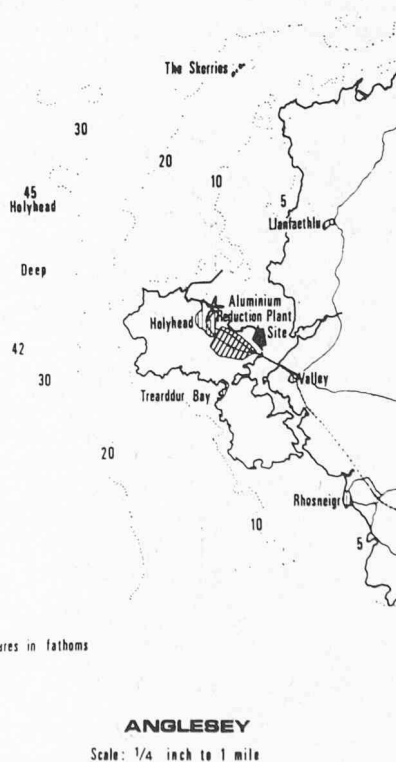 The Skerries
30
20
10
45
Holyhead
5
Llanfaethlu
Deep
Aluminium
Reduction Plant
Site
Holyhead
42
30
Valley
Trearddur Bay
20
Rhosneigr
10
5
ures in fathoms
ANGLESEY
Scale: 1/4 inch to 1 mile